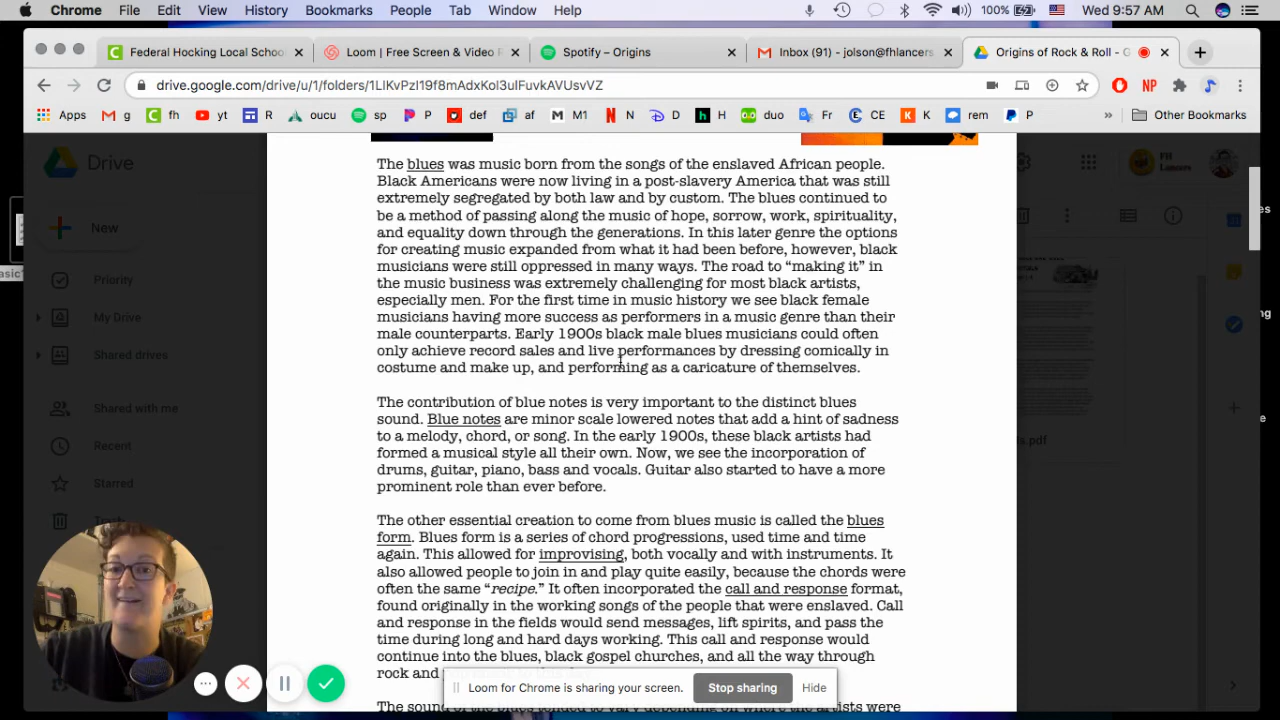 Chrome File Edit View History Bookmarks People Tab Window Help 100% Wed 9:57 AM
Federal Hocking Local Schoo Loom | Free Screen & Video R Spotify – Origins Inbox (51) - jolson@fhlancers Origins of Rock & Roll - G
drive.google.com/drive/u/1/folders/1LlKvPzI19f8mAdxKol3uIFuvkAVUsvVZ
Apps g fh yt R oucu sp P def af M1 N D H duo Fr CE K rem P » Other Bookmarks
Drive
New
Priority
My Drive
Shared drives
Shared with me
Recent
Starred
FH
Lancers
ls.pdf
The blues was music born from the songs of the enslaved African people.
Black Americans were now living in a post-slavery America that was still
extremely segregated by both law and by custom. The blues continued to
be a method of passing along the music of hope, sorrow, work, spirituality,
and equality down through the generations. In this later genre the options
for creating music expanded from what it had been before, however, black
musicians were still oppressed in many ways. The road to “making it” in
the music business was extremely challenging for most black artists,
especially men. For the first time in music history we see black female
musicians having more success as performers in a music genre than their
male counterparts. Early 1900s black male blues musicians could often
only achieve record sales and live performances by dressing comically in
costume and make up, and performing as a caricature of themselves.
The contribution of blue notes is very important to the distinct blues
sound. Blue notes are minor scale lowered notes that add a hint of sadness
to a melody, chord, or song. In the early 1900s, these black artists had
formed a musical style all their own. Now, we see the incorporation of
drums, guitar, piano, bass and vocals. Guitar also started to have a more
prominent role than ever before.
The other essential creation to come from blues music is called the blues
form. Blues form is a series of chord progressions, used time and time
again. This allowed for improvising, both vocally and with instruments. It
also allowed people to join in and play quite easily, because the chords were
often the same “recipe.” It often incorporated the call and response format,
found originally in the working songs of the people that were enslaved. Call
and response in the fields would send messages, lift spirits, and pass the
time during long and hard days working. This call and response would
continue into the blues, black gospel churches, and all the way through
rock and
The sound of the blues tended to vary depending on where the artists were
Loom for Chrome is sharing your screen. Stop sharing Hide